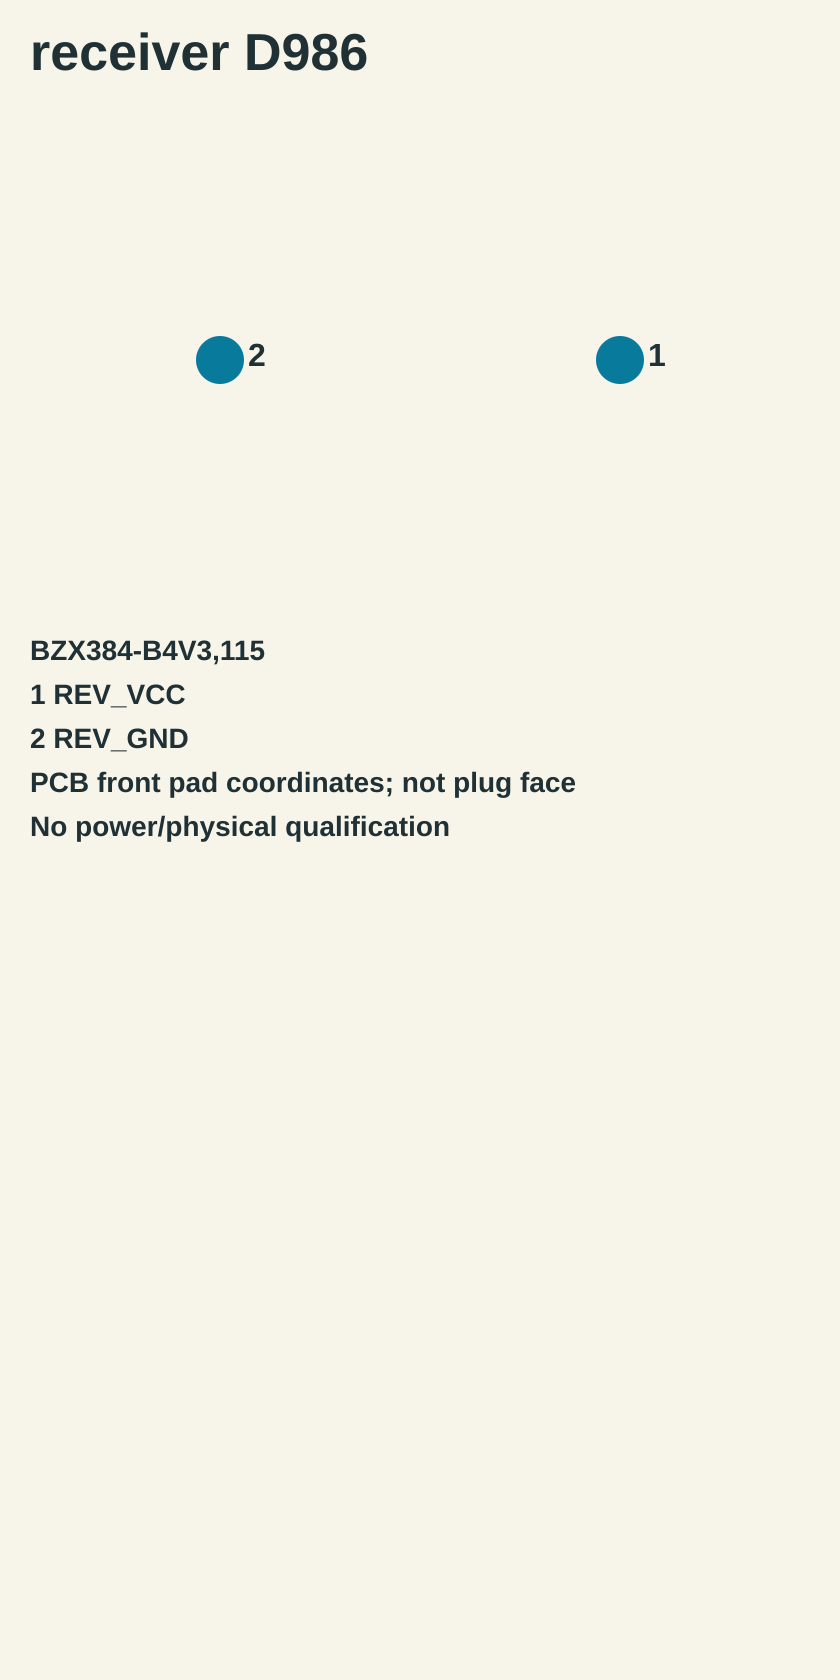 receiver D986
2
1
BZX384-B4V3,115
1 REV_VCC
2 REV_GND
PCB front pad coordinates; not plug face
No power/physical qualification